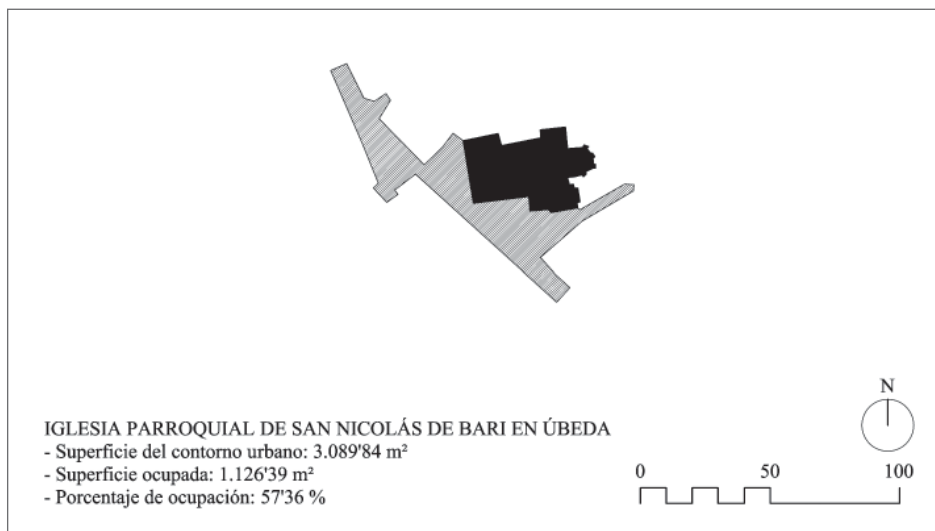 N
IGLESIA PARROQUIAL DE SAN NICOLÁS DE BARI EN ÚBEDA
- Superficie del contorno urbano: 3.089'84 m²
- Superficie ocupada: 1.126'39 m²
- Porcentaje de ocupación: 57'36 %
0 50 100